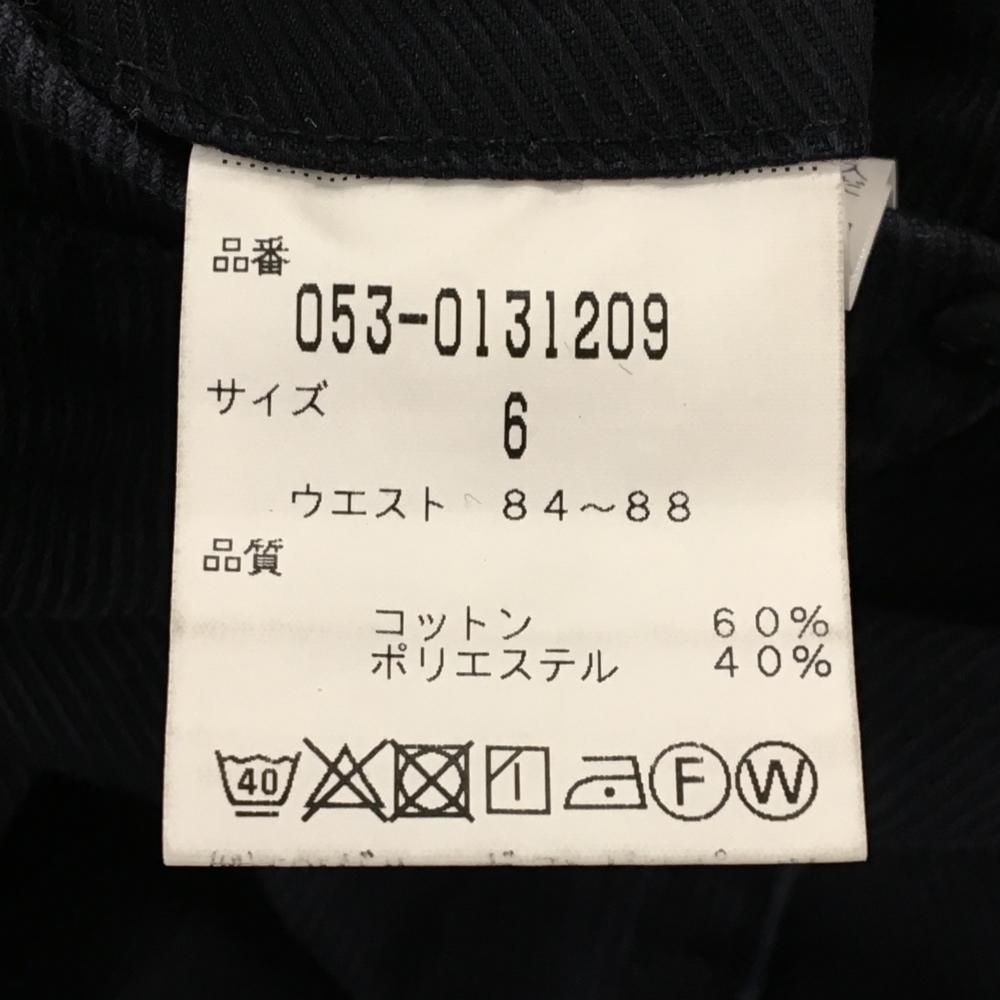 品番
053-0131209
サイズ
6
ウエスト ８４～８８
品質
コットン ６０％
ポリエステル ４０％
40 F W